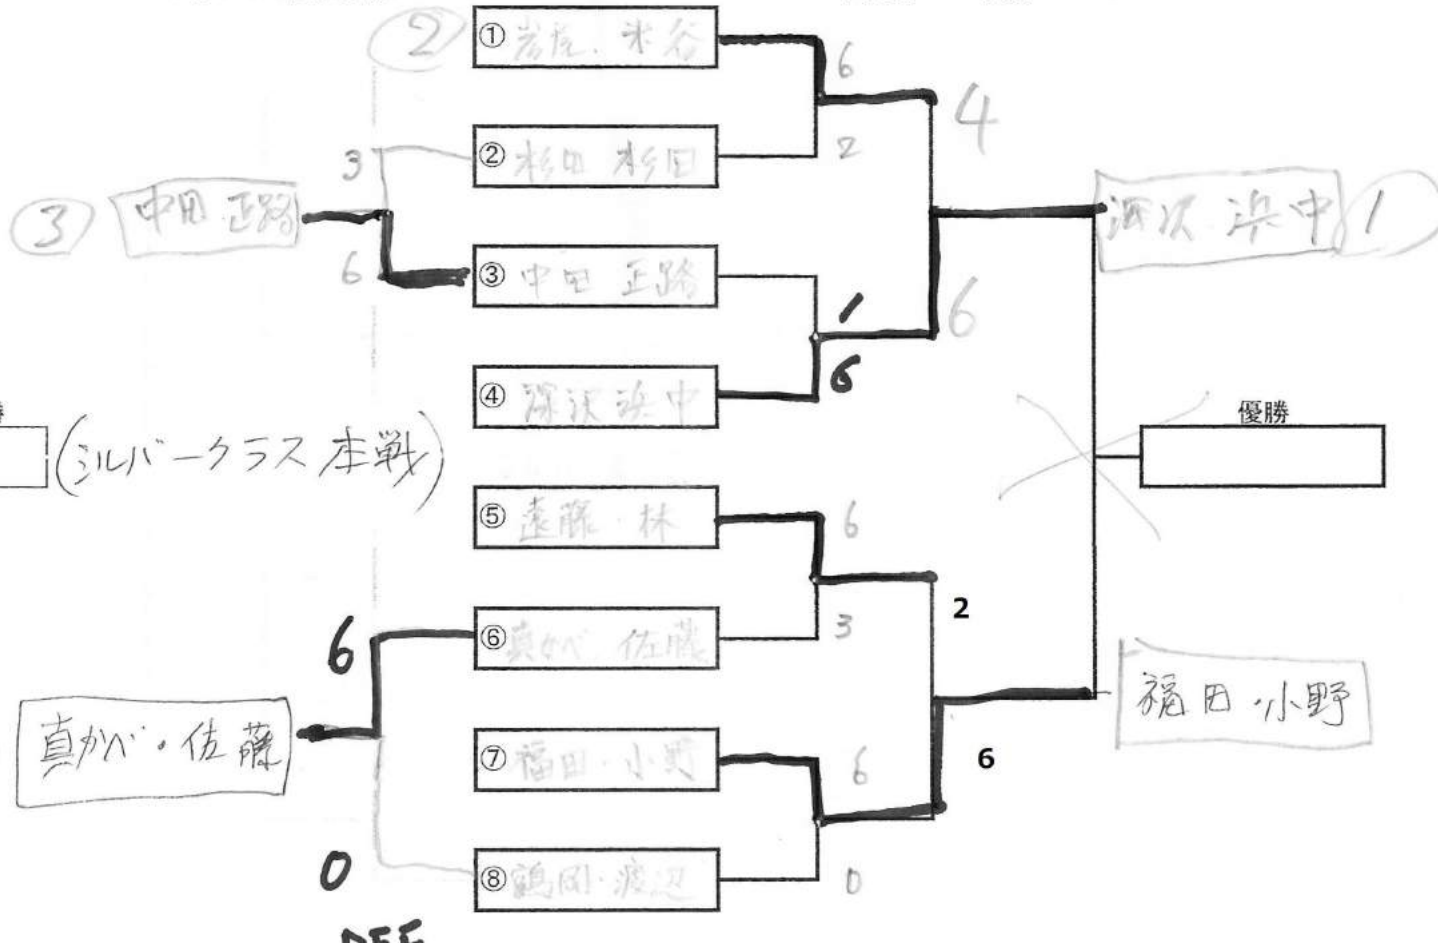 ②
① 岩尾. 米谷
6
4
2
② 杉田 杉田
3
③ 中田 正路
6
③ 中田 正路
1
6
深沢 浜中 1
6
④ 深沢 浜中
(シルバークラス 本戦)
優勝
⑤ 遠藤・林
6
2
3
6
⑥ 真かべ 佐藤
真かべ・佐藤
⑦ 福田・小野
6
6
福田・小野
0
⑧ 鶴岡・渡辺
0
DEF